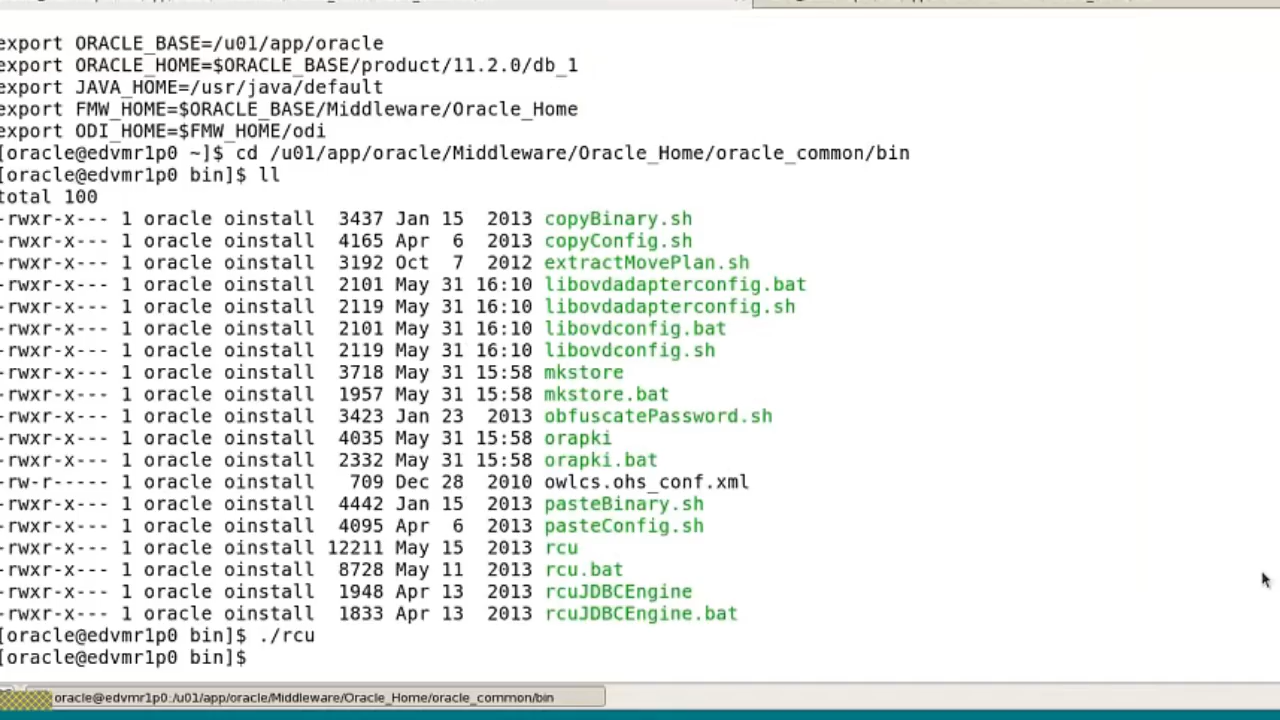 export ORACLE_BASE=/u01/app/oracle
export ORACLE_HOME=$ORACLE_BASE/product/11.2.0/db_1
export JAVA_HOME=/usr/java/default
export FMW_HOME=$ORACLE_BASE/Middleware/Oracle_Home
export ODI_HOME=$FMW_HOME/odi
[oracle@edvmr1p0 ~]$ cd /u01/app/oracle/Middleware/Oracle_Home/oracle_common/bin
[oracle@edvmr1p0 bin]$ ll
total 100
-rwxr-x--- 1 oracle oinstall  3437 Jan 15  2013 copyBinary.sh
-rwxr-x--- 1 oracle oinstall  4165 Apr  6  2013 copyConfig.sh
-rwxr-x--- 1 oracle oinstall  3192 Oct  7  2012 extractMovePlan.sh
-rwxr-x--- 1 oracle oinstall  2101 May 31 16:10 libovdadapterconfig.bat
-rwxr-x--- 1 oracle oinstall  2119 May 31 16:10 libovdadapterconfig.sh
-rwxr-x--- 1 oracle oinstall  2101 May 31 16:10 libovdconfig.bat
-rwxr-x--- 1 oracle oinstall  2119 May 31 16:10 libovdconfig.sh
-rwxr-x--- 1 oracle oinstall  3718 May 31 15:58 mkstore
-rwxr-x--- 1 oracle oinstall  1957 May 31 15:58 mkstore.bat
-rwxr-x--- 1 oracle oinstall  3423 Jan 23  2013 obfuscatePassword.sh
-rwxr-x--- 1 oracle oinstall  4035 May 31 15:58 orapki
-rwxr-x--- 1 oracle oinstall  2332 May 31 15:58 orapki.bat
-rw-r----- 1 oracle oinstall   709 Dec 28  2010 owlcs.ohs_conf.xml
-rwxr-x--- 1 oracle oinstall  4442 Jan 15  2013 pasteBinary.sh
-rwxr-x--- 1 oracle oinstall  4095 Apr  6  2013 pasteConfig.sh
-rwxr-x--- 1 oracle oinstall 12211 May 15  2013 rcu
-rwxr-x--- 1 oracle oinstall  8728 May 11  2013 rcu.bat
-rwxr-x--- 1 oracle oinstall  1948 Apr 13  2013 rcuJDBCEngine
-rwxr-x--- 1 oracle oinstall  1833 Apr 13  2013 rcuJDBCEngine.bat
[oracle@edvmr1p0 bin]$ ./rcu
[oracle@edvmr1p0 bin]$
oracle@edvmr1p0:/u01/app/oracle/Middleware/Oracle_Home/oracle_common/bin